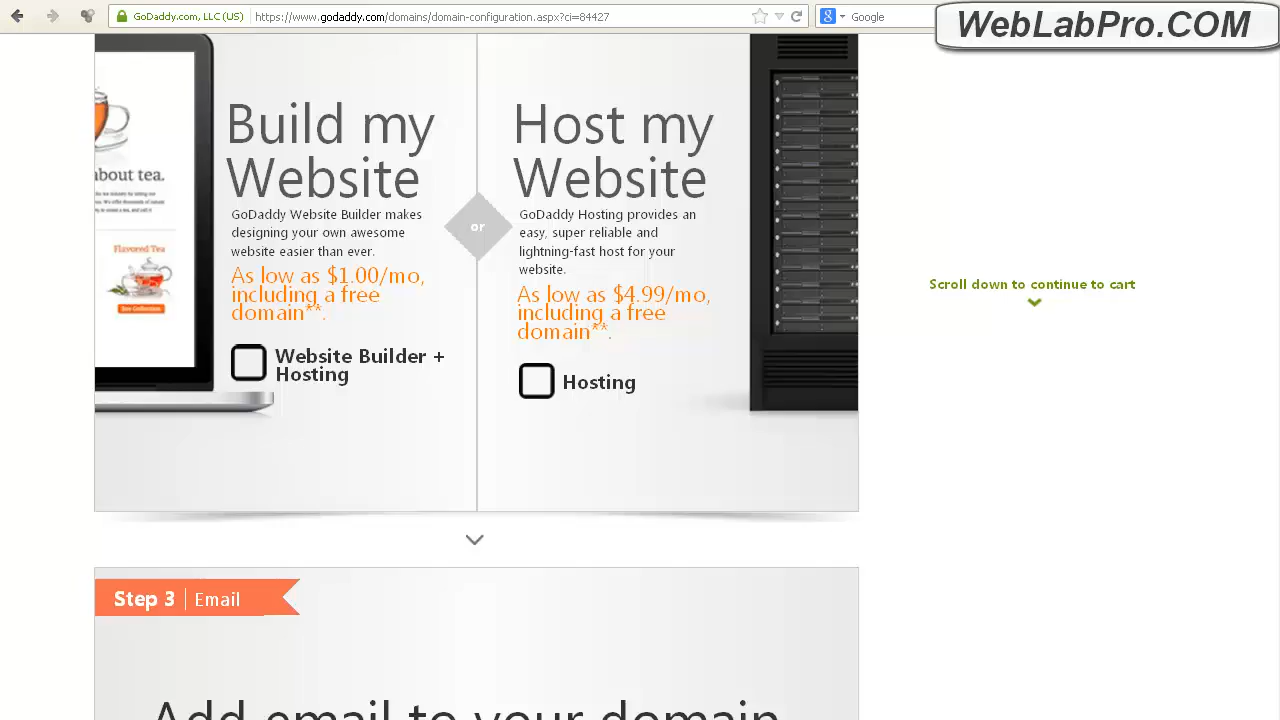 GoDaddy.com, LLC (US)
https://www.godaddy.com/domains/domain-configuration.aspx?ci=84427
Google
WebLabPro.COM
about tea.
Flavored Tea
See Collection
Build my
Website
GoDaddy Website Builder makes
designing your own awesome
website easier than ever.
As low as $1.00/mo,
including a free
domain**.
Website Builder +
Hosting
or
Host my
Website
GoDaddy Hosting provides an
easy, super reliable and
lightning-fast host for your
website.
As low as $4.99/mo,
including a free
domain**.
Hosting
Scroll down to continue to cart
Step 3 | Email
Add email to your domain